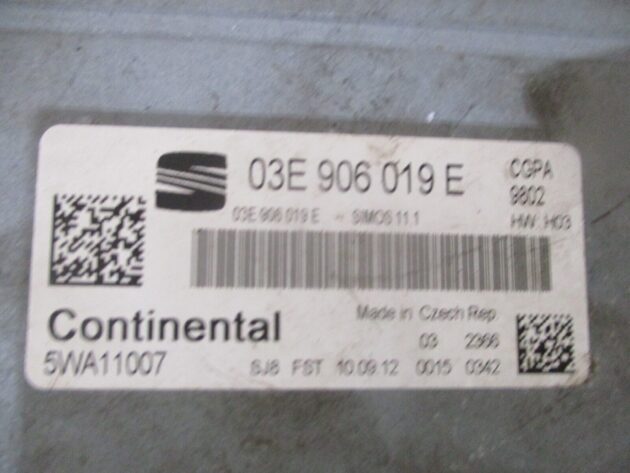 03E 906 019 E
CGPA
9802
03E 906 019 E -- SIMOS 11.1
HW H03
Continental
5WA11007
Made in Czech Rep.
03 2366
SJ8 FST 10.09.12 0015 0342